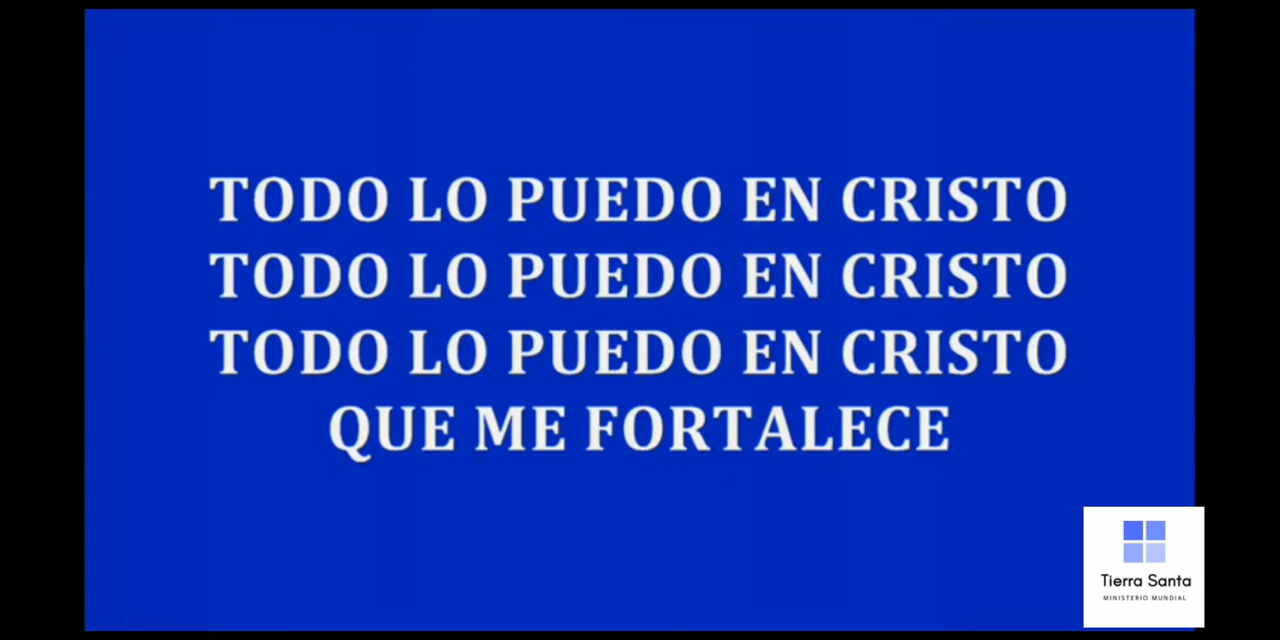 TODO LO PUEDO EN CRISTO
TODO LO PUEDO EN CRISTO
TODO LO PUEDO EN CRISTO
QUE ME FORTALECE
Tierra Santa
MINISTERIO MUNDIAL